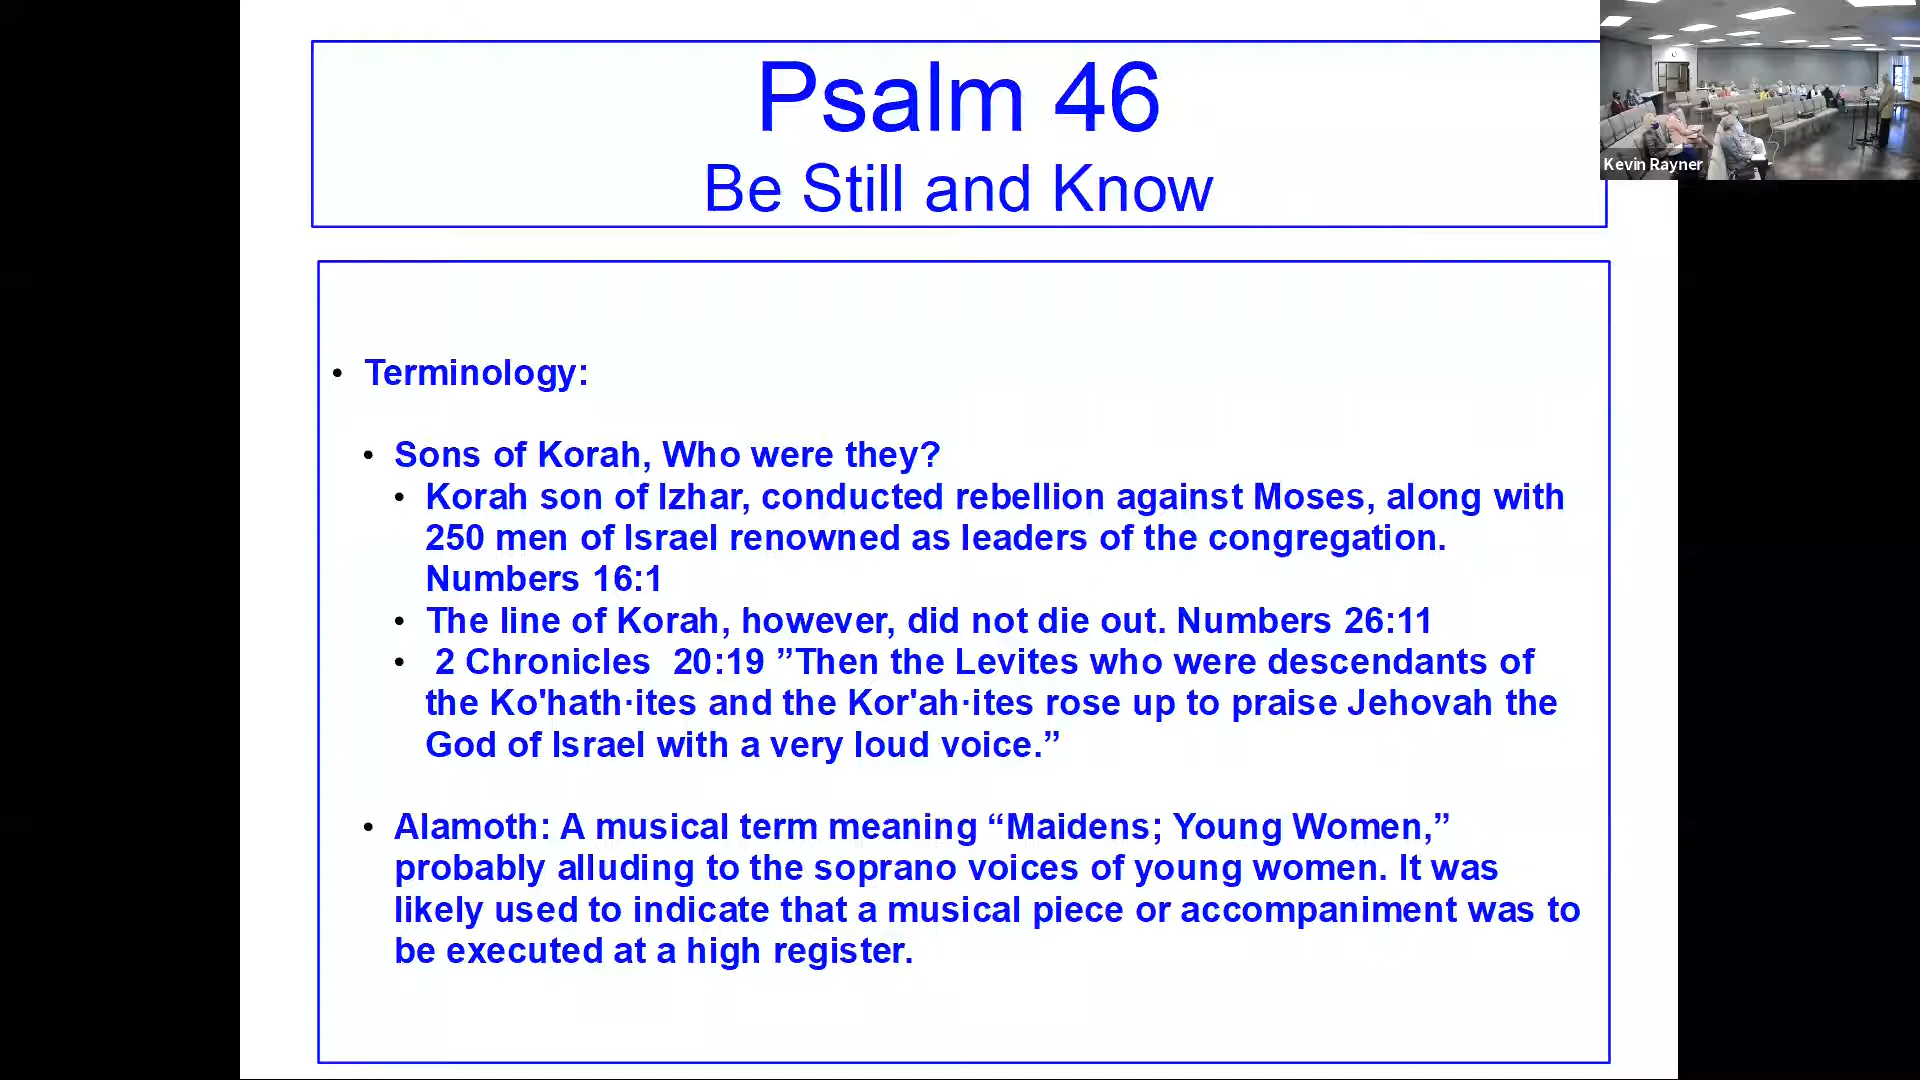 Psalm 46
Be Still and Know
Kevin Rayner
• Terminology:
• Sons of Korah, Who were they?
• Korah son of Izhar, conducted rebellion against Moses, along with
250 men of Israel renowned as leaders of the congregation.
Numbers 16:1
• The line of Korah, however, did not die out. Numbers 26:11
• 2 Chronicles  20:19 ”Then the Levites who were descendants of
the Ko'hath·ites and the Kor'ah·ites rose up to praise Jehovah the
God of Israel with a very loud voice.”
• Alamoth: A musical term meaning “Maidens; Young Women,”
probably alluding to the soprano voices of young women. It was
likely used to indicate that a musical piece or accompaniment was to
be executed at a high register.